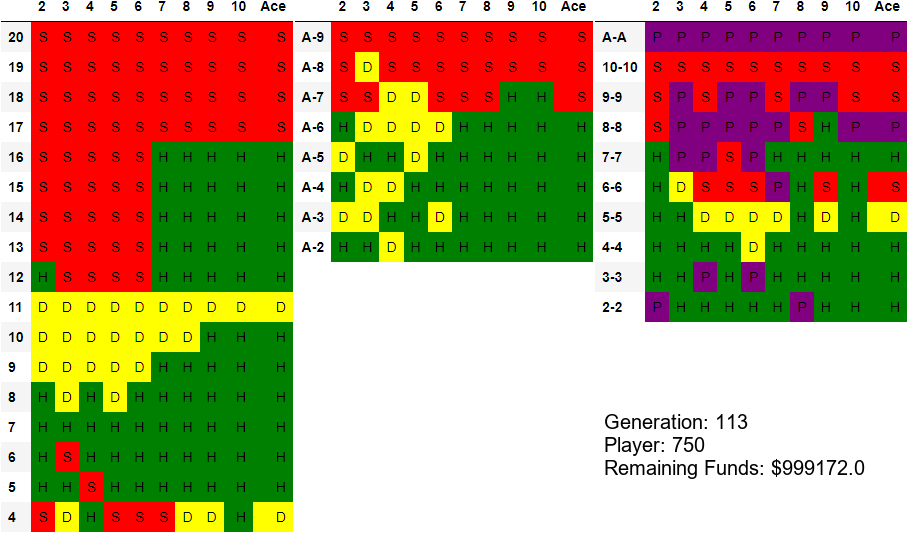 2 3 4 5 6 7 8 9 10 Ace
20 S S S S S S S S S S
19 S S S S S S S S S S
18 S S S S S S S S S S
17 S S S S S S S S S S
16 S S S S S H H H H H
15 S S S S S H H H H H
14 S S S S S H H H H H
13 S S S S S H H H H H
12 H S S S S H H H H H
11 D D D D D D D D D D
10 D D D D D D D H H H
9 D D D D D H H H H H
8 H D H D H H H H H H
7 H H H H H H H H H H
6 H S H H H H H H H H
5 H H S H H H H H H H
4 S D H S S S D D H D
2 3 4 5 6 7 8 9 10 Ace
A-9 S S S S S S S S S S
A-8 S D S S S S S S S S
A-7 S S D D S S S H H S
A-6 H D D D D H H H H H
A-5 D H H D H H H H H H
A-4 H D D H H H H H H H
A-3 D D H H D H H H H H
A-2 H H D H H H H H H H
2 3 4 5 6 7 8 9 10 Ace
A-A P P P P P P P P P P
10-10 S S S S S S S S S S
9-9 S P S P P S P P S S
8-8 S P P P P P S H P P
7-7 H P P S P H H H H H
6-6 H D S S S P H S H S
5-5 H H D D D D H D H D
4-4 H H H H D H H H H H
3-3 H H P H P H H H H H
2-2 P H H H H H P H H H
Generation: 113
Player: 750
Remaining Funds: $999172.0